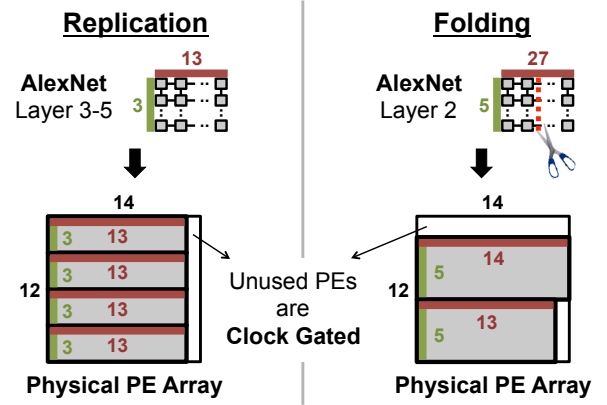 Replication
13
AlexNet
Layer 3-5
3
14
12
3 13
3 13
3 13
3 13
Physical PE Array
Unused PEs
are
Clock Gated
Folding
27
AlexNet
Layer 2
5
14
12
14
5
13
5
Physical PE Array